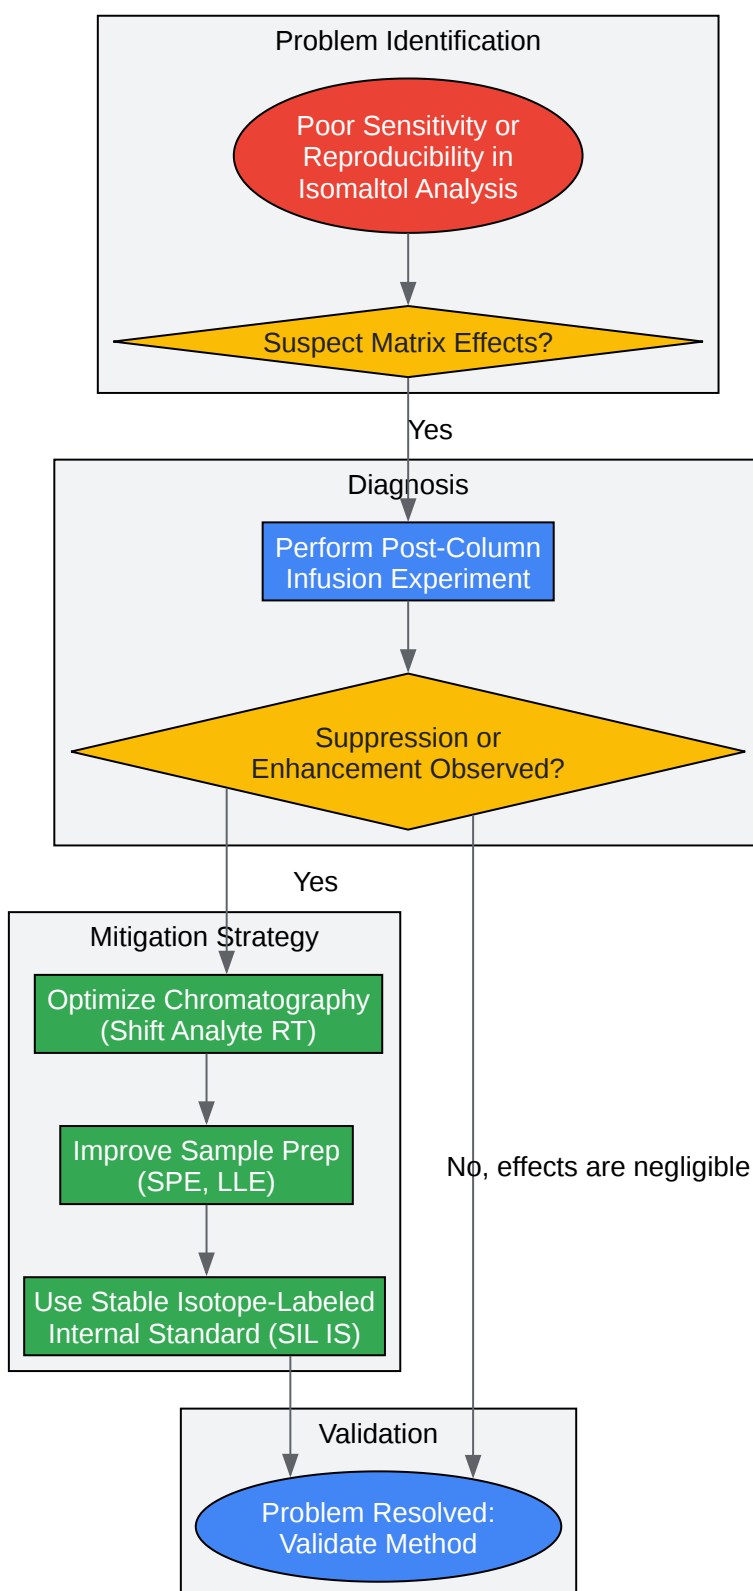 Problem Identification
Poor Sensitivity or
Reproducibility in
Isomaltol Analysis
Suspect Matrix Effects?
Yes
Diagnosis
Perform Post-Column
Infusion Experiment
Suppression or
Enhancement Observed?
Yes
Mitigation Strategy
Optimize Chromatography
(Shift Analyte RT)
Improve Sample Prep
(SPE, LLE)
No, effects are negligible
Use Stable Isotope-Labeled
Internal Standard (SIL IS)
Validation
Problem Resolved:
Validate Method